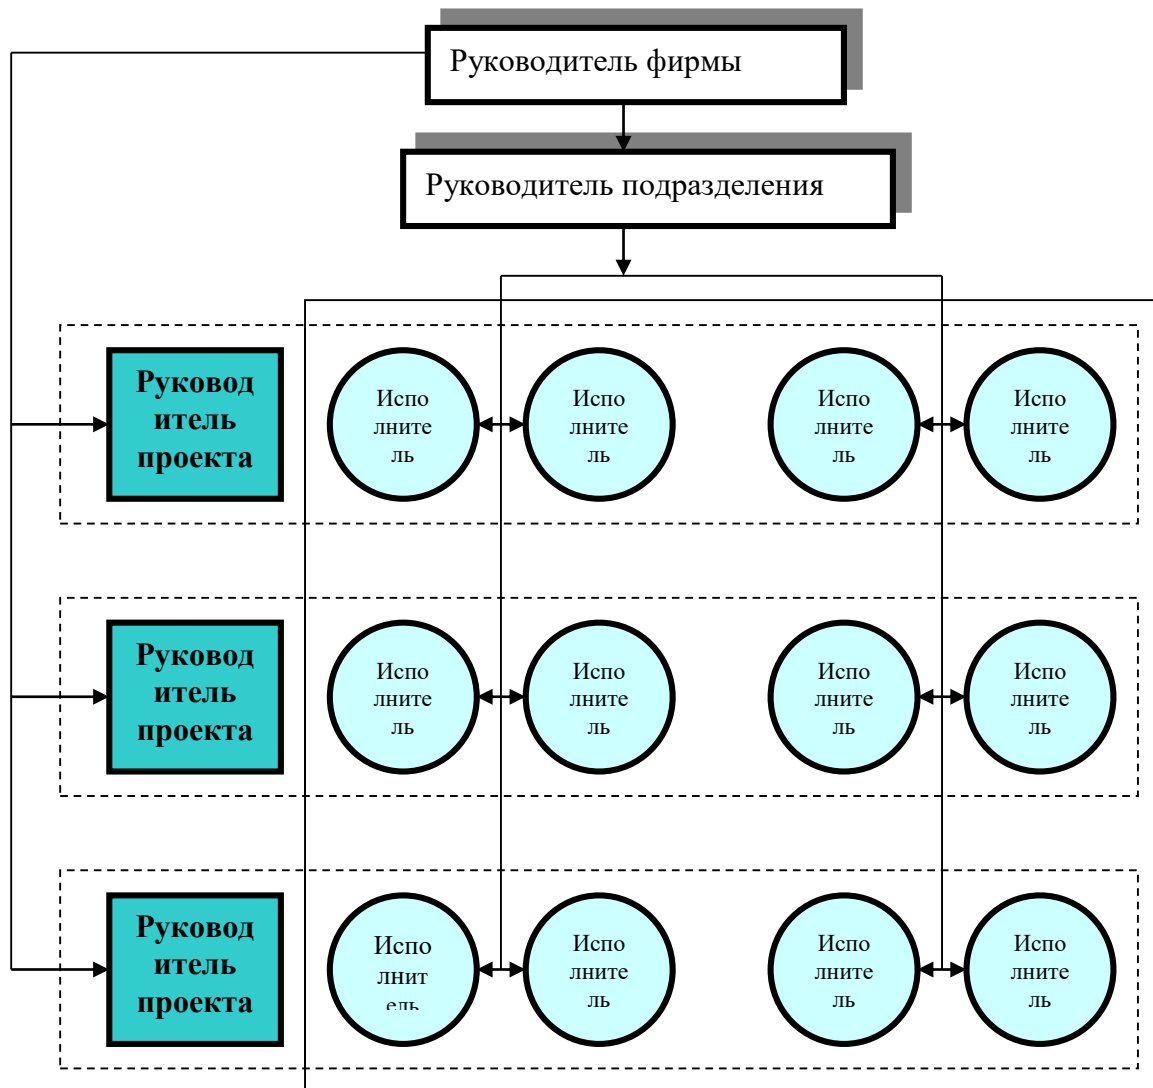 Руководитель фирмы
Руководитель подразделения
Руковод
итель
проекта
Испо
лните
ль
Испо
лните
ль
Испо
лните
ль
Испо
лните
ль
Руковод
итель
проекта
Испо
лните
ль
Испо
лните
ль
Испо
лните
ль
Испо
лните
ль
Руковод
итель
проекта
Испо
лнит
ель
Испо
лните
ль
Испо
лните
ль
Испо
лните
ль